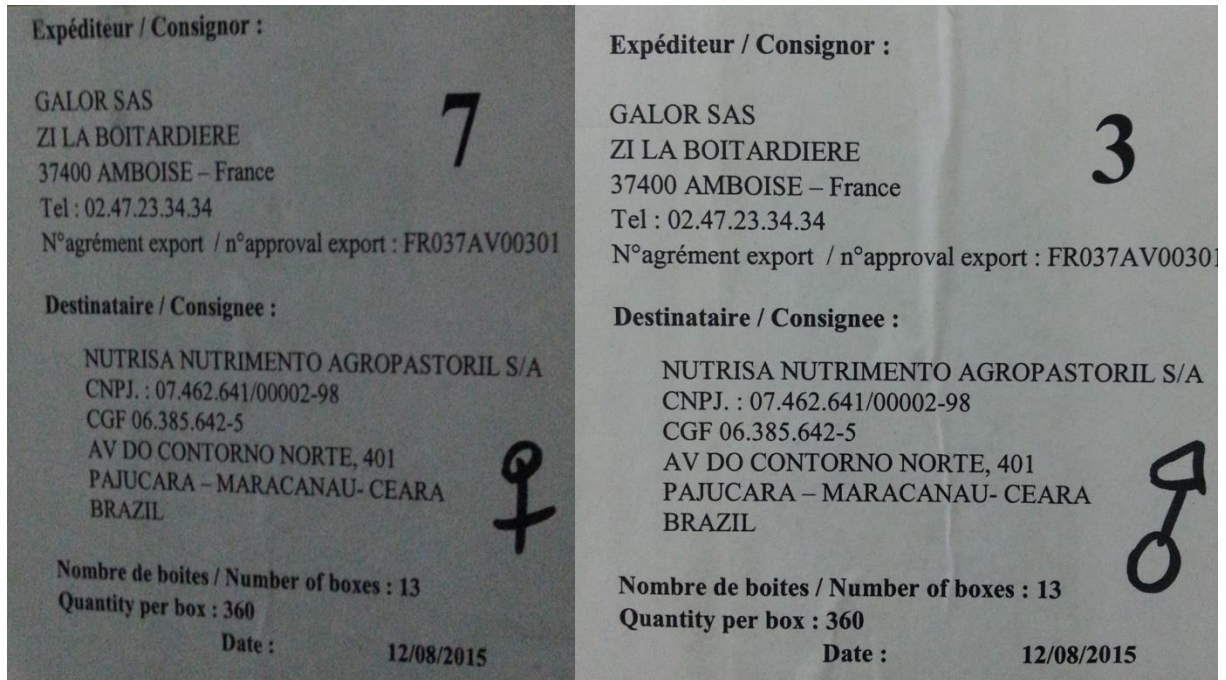 Expéditeur / Consignor :
GALOR SAS
7
ZI LA BOITARDIERE
37400 AMBOISE – France
Tel : 02.47.23.34.34
N°agrément export / n°approval export : FR037AV00301
Destinataire / Consignee :
NUTRISA NUTRIMENTO AGROPASTORIL S/A
CNPJ. : 07.462.641/00002-98
CGF 06.385.642-5
AV DO CONTORNO NORTE, 401
PAJUCARA – MARACANAU- CEARA
BRAZIL
♀
Nombre de boites / Number of boxes : 13
Quantity per box : 360
Date : 12/08/2015
Expéditeur / Consignor :
GALOR SAS
3
ZI LA BOITARDIERE
37400 AMBOISE – France
Tel : 02.47.23.34.34
N°agrément export / n°approval export : FR037AV00301
Destinataire / Consignee :
NUTRISA NUTRIMENTO AGROPASTORIL S/A
CNPJ. : 07.462.641/00002-98
CGF 06.385.642-5
AV DO CONTORNO NORTE, 401
PAJUCARA – MARACANAU- CEARA
BRAZIL
♂
Nombre de boites / Number of boxes : 13
Quantity per box : 360
Date : 12/08/2015